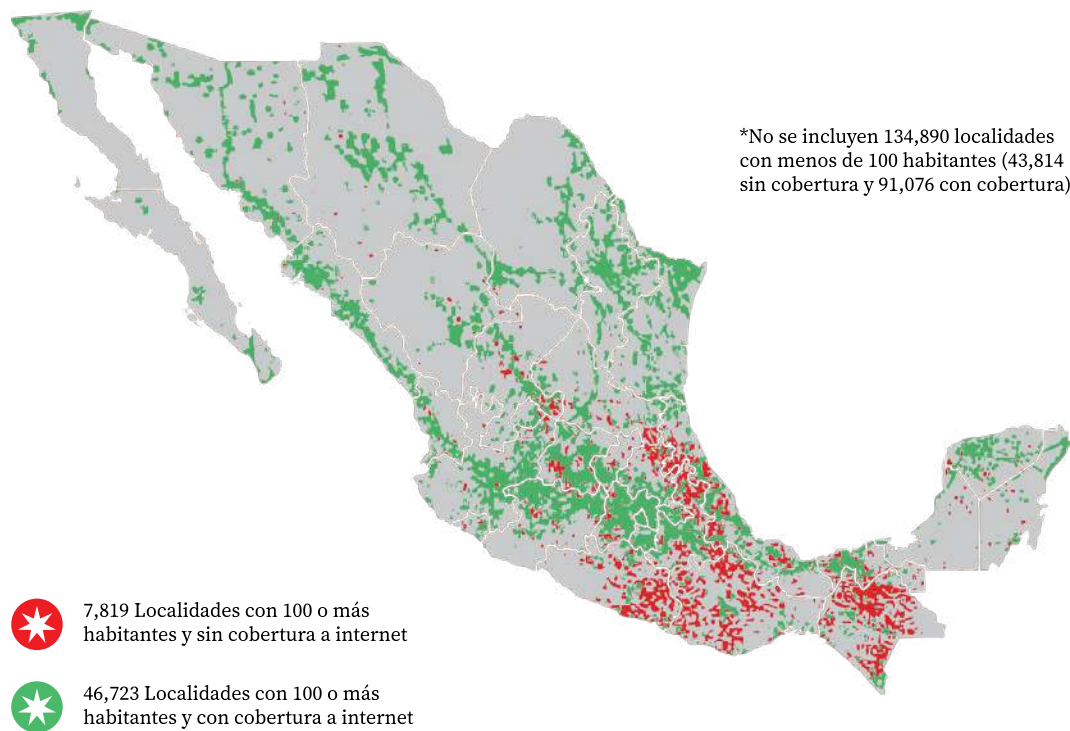 *No se incluyen 134,890 localidades
con menos de 100 habitantes (43,814
sin cobertura y 91,076 con cobertura)
7,819 Localidades con 100 o más
habitantes y sin cobertura a internet
46,723 Localidades con 100 o más
habitantes y con cobertura a internet